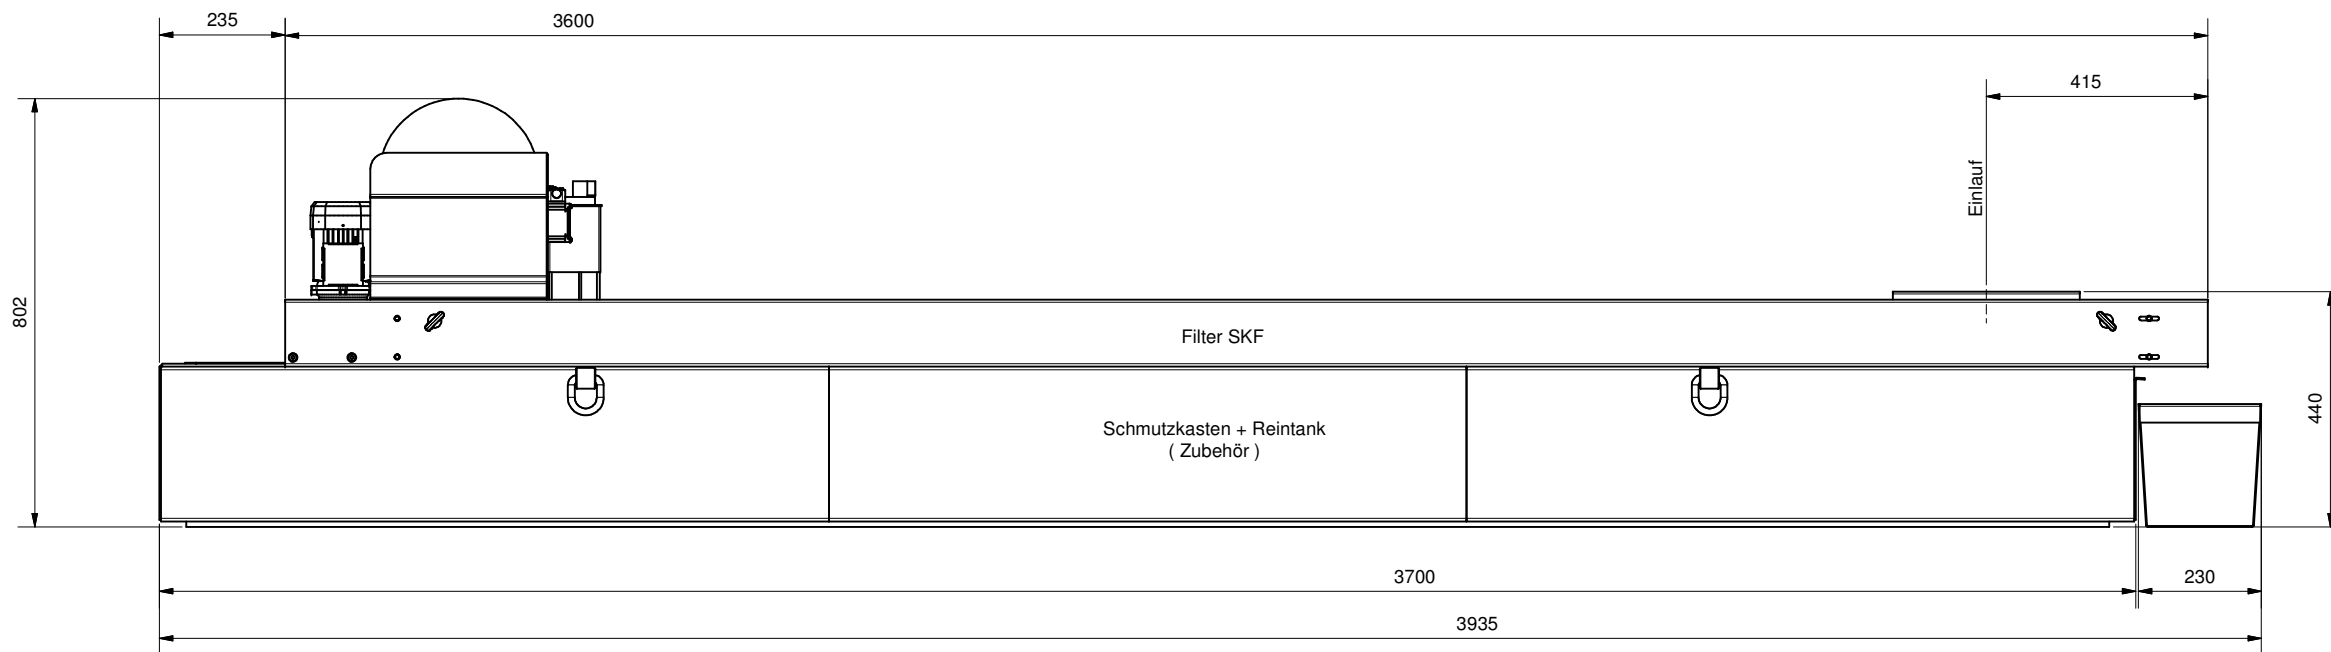 235
3600
415
Einlauf
802
Filter SKF
440
Schmutzkasten + Reintank
( Zubehör )
3700
230
3935